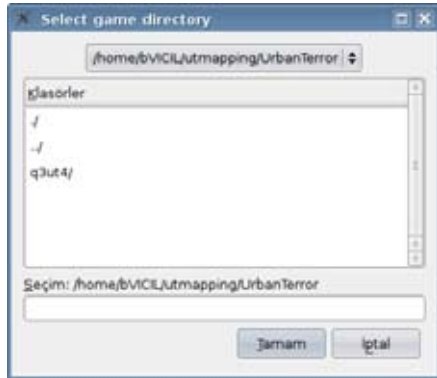 Select game directory
/home/bVICIL/utmapping/UrbanTerror
Klasörler
./
../
q3ut4/
Seçim: /home/bVICIL/utmapping/UrbanTerror
Tamam
İptal